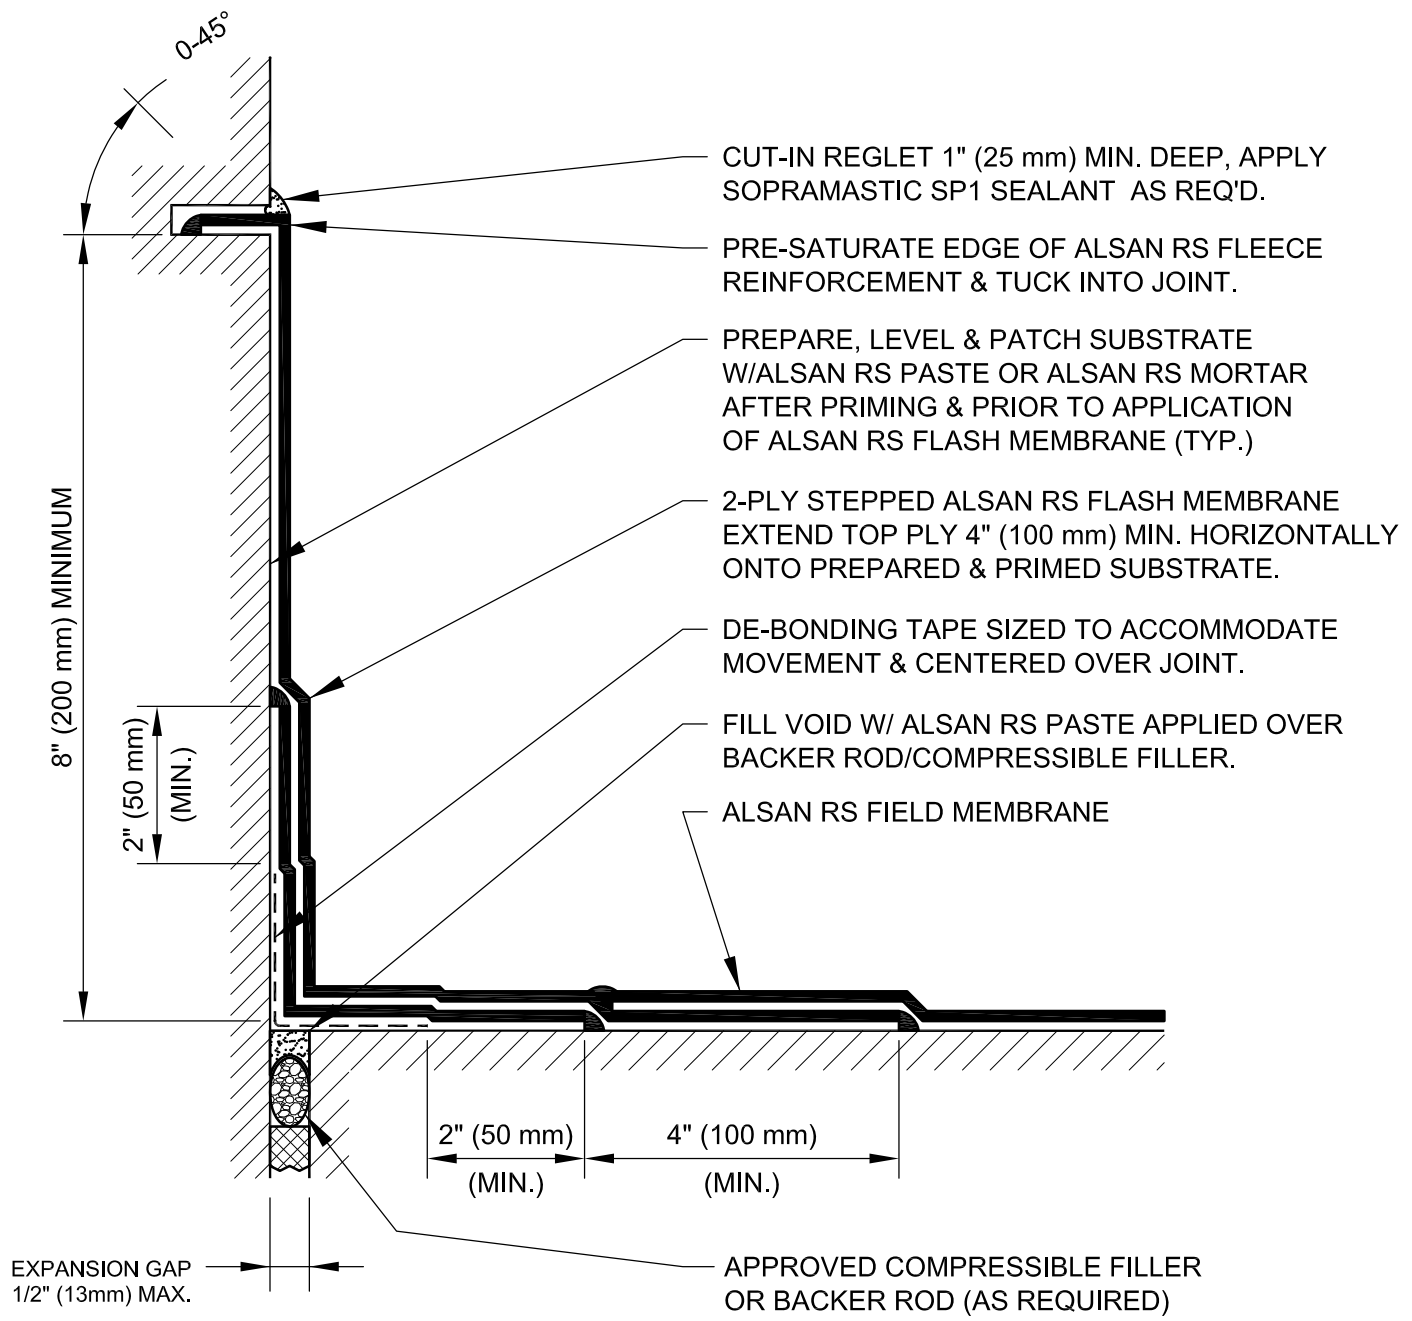 0-45°
CUT-IN REGLET 1" (25 mm) MIN. DEEP, APPLY
SOPRAMASTIC SP1 SEALANT AS REQ'D.
PRE-SATURATE EDGE OF ALSAN RS FLEECE
REINFORCEMENT & TUCK INTO JOINT.
PREPARE, LEVEL & PATCH SUBSTRATE
W/ALSAN RS PASTE OR ALSAN RS MORTAR
AFTER PRIMING & PRIOR TO APPLICATION
OF ALSAN RS FLASH MEMBRANE (TYP.)
2-PLY STEPPED ALSAN RS FLASH MEMBRANE
EXTEND TOP PLY 4" (100 mm) MIN. HORIZONTALLY
ONTO PREPARED & PRIMED SUBSTRATE.
DE-BONDING TAPE SIZED TO ACCOMMODATE
MOVEMENT & CENTERED OVER JOINT.
FILL VOID W/ ALSAN RS PASTE APPLIED OVER
BACKER ROD/COMPRESSIBLE FILLER.
ALSAN RS FIELD MEMBRANE
8" (200 mm) MINIMUM
2" (50 mm)
(MIN.)
2" (50 mm)
(MIN.)
4" (100 mm)
(MIN.)
EXPANSION GAP
1/2" (13mm) MAX.
APPROVED COMPRESSIBLE FILLER
OR BACKER ROD (AS REQUIRED)